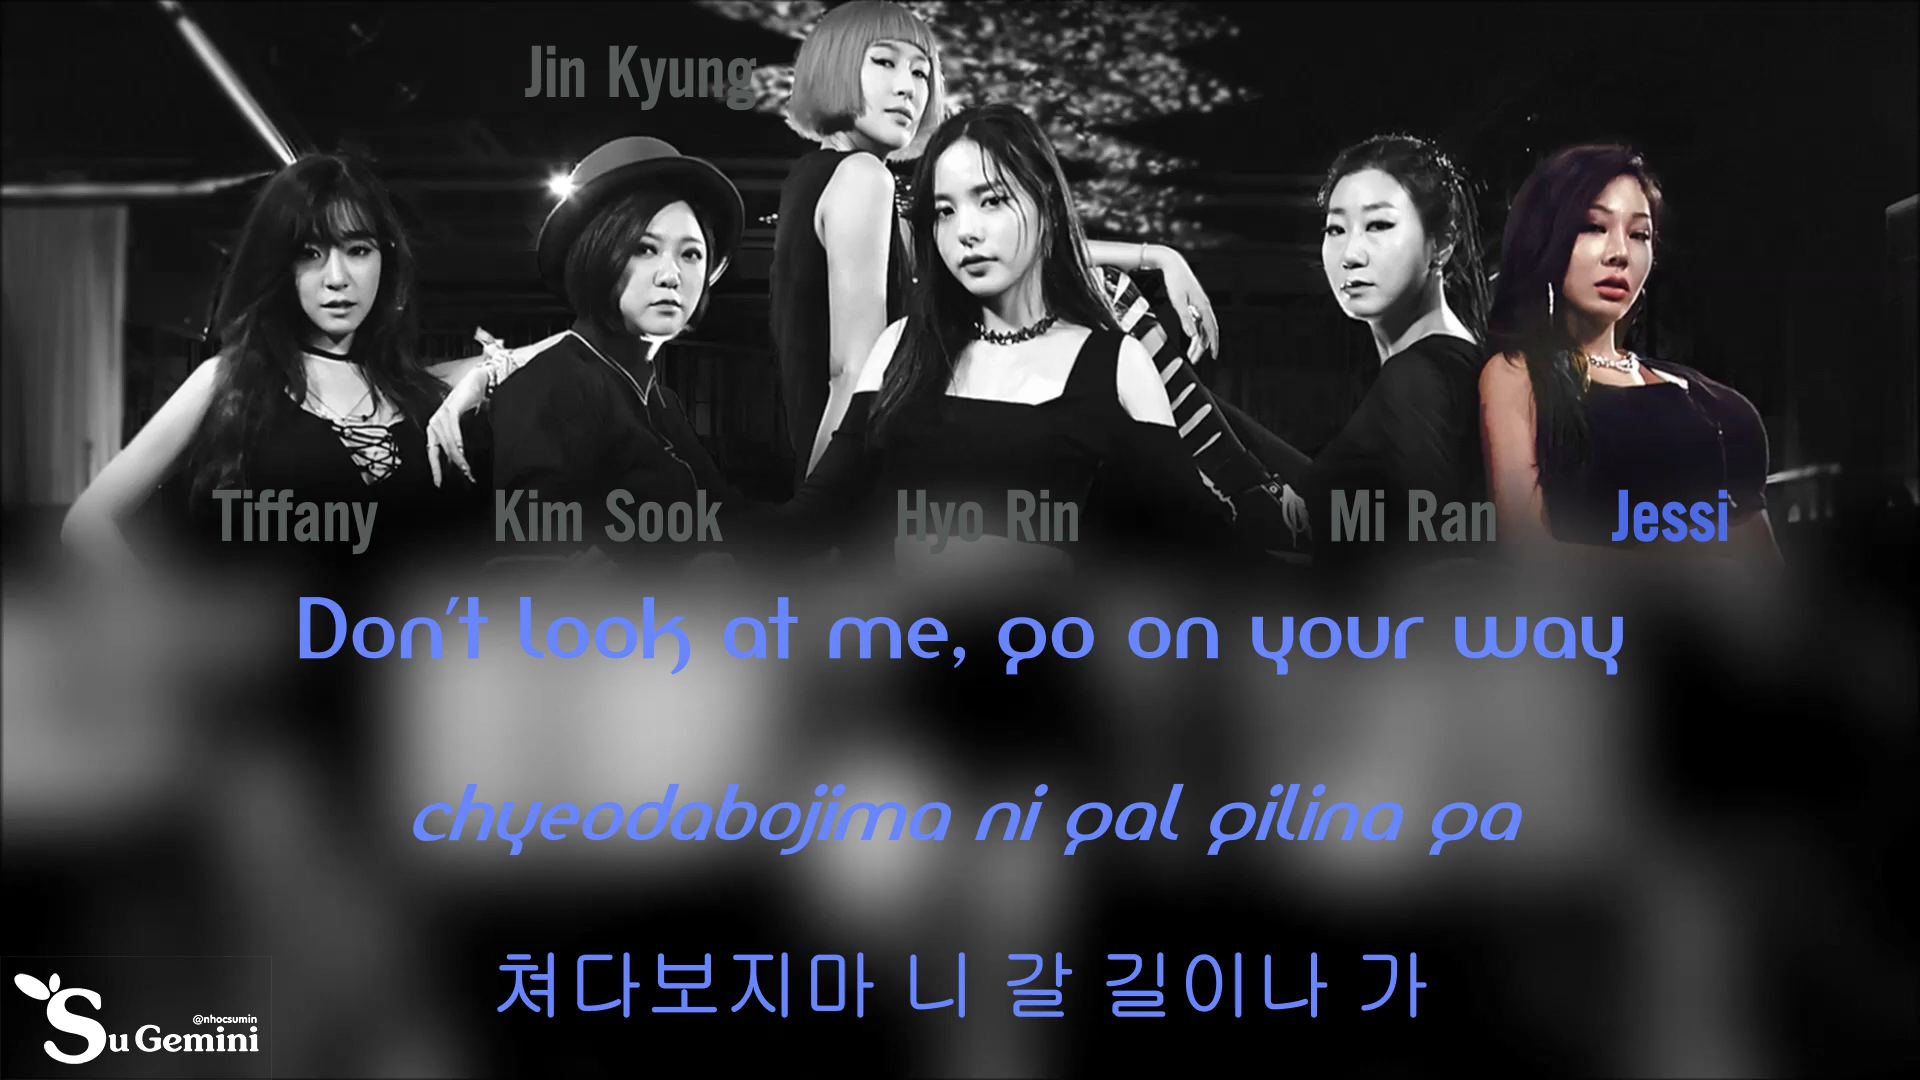 Jin Kyung
Tiffany
Kim Sook
Hyo Rin
Mi Ran
Jessi
Don't look at me, go on your way
chyeodabojima ni gal gilina ga
쳐다보지마 니 갈 길이나 가
@nhocsumin
Su Gemini